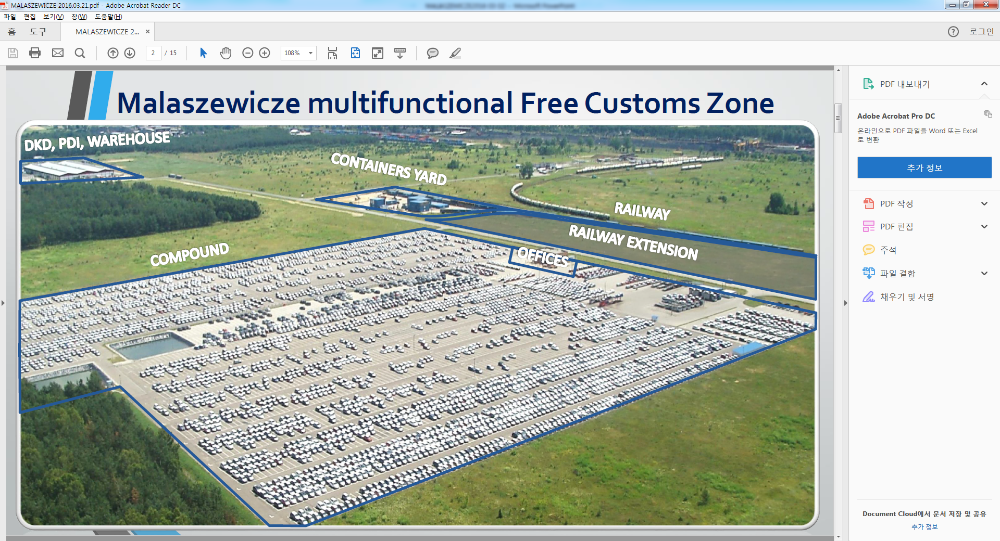 MALASZEWICZE 2016.03.21.pdf - Adobe Acrobat Reader DC
파일 편집 보기(V) 창(W) 도움말(H)
홈 도구 MALASZEWICZE 2... ×
로그인
2 / 15 108%
Malaszewicze multifunctional Free Customs Zone
DKD, PDI, WAREHOUSE
CONTAINERS YARD
RAILWAY
RAILWAY EXTENSION
OFFICES
COMPOUND
PDF 내보내기
Adobe Acrobat Pro DC
온라인으로 PDF 파일을 Word 또는 Excel
로 변환
추가 정보
PDF 작성
PDF 편집
주석
파일 결합
채우기 및 서명
Document Cloud에서 문서 저장 및 공유
추가 정보